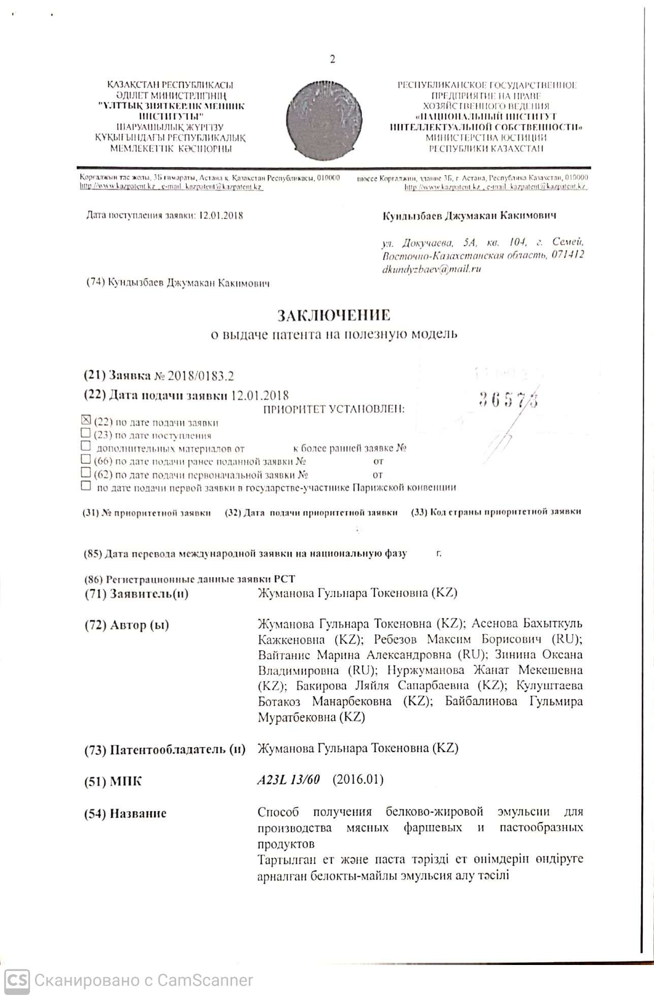 2
ҚАЗАҚСТАН РЕСПУБЛИКАСЫ
ӘДІЛЕТ МИНИСТРЛІГІНІҢ
"ҰЛТТЫҚ ЗИЯТКЕРЛІК МЕНШІК
ИНСТИТУТЫ"
ШАРУАШЫЛЫҚ ЖҮРГІЗУ
ҚҰҚЫҒЫНДАҒЫ РЕСПУБЛИКАЛЫҚ
МЕМЛЕКЕТТІК КӘСІПОРНЫ
РЕСПУБЛИКАНСКОЕ ГОСУДАРСТВЕННОЕ
ПРЕДПРИЯТИЕ НА ПРАВЕ
ХОЗЯЙСТВЕННОГО ВЕДЕНИЯ
«НАЦИОНАЛЬНЫЙ ИНСТИТУТ
ИНТЕЛЛЕКТУАЛЬНОЙ СОБСТВЕННОСТИ»
МИНИСТЕРСТВА ЮСТИЦИИ
РЕСПУБЛИКИ КАЗАХСТАН
Коргалжын тас жолы, 3Б ғимараты, Астана қ. Қазақстан Республикасы, 010000
http://www.kazpatent.kz , e-mail kazpatent@kazpatent.kz
шоссе Коргалжин, здание 3Б, г. Астана, Республика Казахстан, 010000
http://www.kazpatent.kz , e-mail kazpatent@kazpatent.kz
Дата поступления заявки: 12.01.2018
Кундызбаев Джумакан Какимович
ул. Докучаева, 5А, кв. 104, г. Семей,
Восточно-Казахстанская область, 071412
dkundyzbaev@mail.ru
(74) Кундызбаев Джумакан Какимович
ЗАКЛЮЧЕНИЕ
о выдаче патента на полезную модель
(21) Заявка № 2018/0183.2
(22) Дата подачи заявки 12.01.2018
36573
ПРИОРИТЕТ УСТАНОВЛЕН:
(22) по дате подачи заявки
(23) по дате поступления
дополнительных материалов от к более ранней заявке №
(66) по дате подачи ранее поданной заявки № от
(62) по дате подачи первоначальной заявки № от
по дате подачи первой заявки в государстве-участнике Парижской конвенции
(31) № приоритетной заявки (32) Дата подачи приоритетной заявки (33) Код страны приоритетной заявки
(85) Дата перевода международной заявки на национальную фазу г.
(86) Регистрационные данные заявки PCT
(71) Заявитель(и) Жуманова Гульнара Токеновна (KZ)
(72) Автор (ы) Жуманова Гульнара Токеновна (KZ); Асенова Бахыткуль
Кажкеновна (KZ); Ребезов Максим Борисович (RU);
Вайтанис Марина Александровна (RU); Зинина Оксана
Владимировна (RU); Нуржуманова Жанат Мекешевна
(KZ); Бакирова Ляйля Сапарбаевна (KZ); Кулуштаева
Ботакоз Манарбековна (KZ); Байбалинова Гульмира
Муратбековна (KZ)
(73) Патентообладатель (и) Жуманова Гульнара Токеновна (KZ)
(51) МПК A23L 13/60 (2016.01)
(54) Название Способ получения белково-жировой эмульсии для
производства мясных фаршевых и пастообразных
продуктов
Тартылған ет және паста тәрізді ет өнімдерін өндіруге
арналған белокты-майлы эмульсия алу тәсілі
CS Сканировано с CamScanner